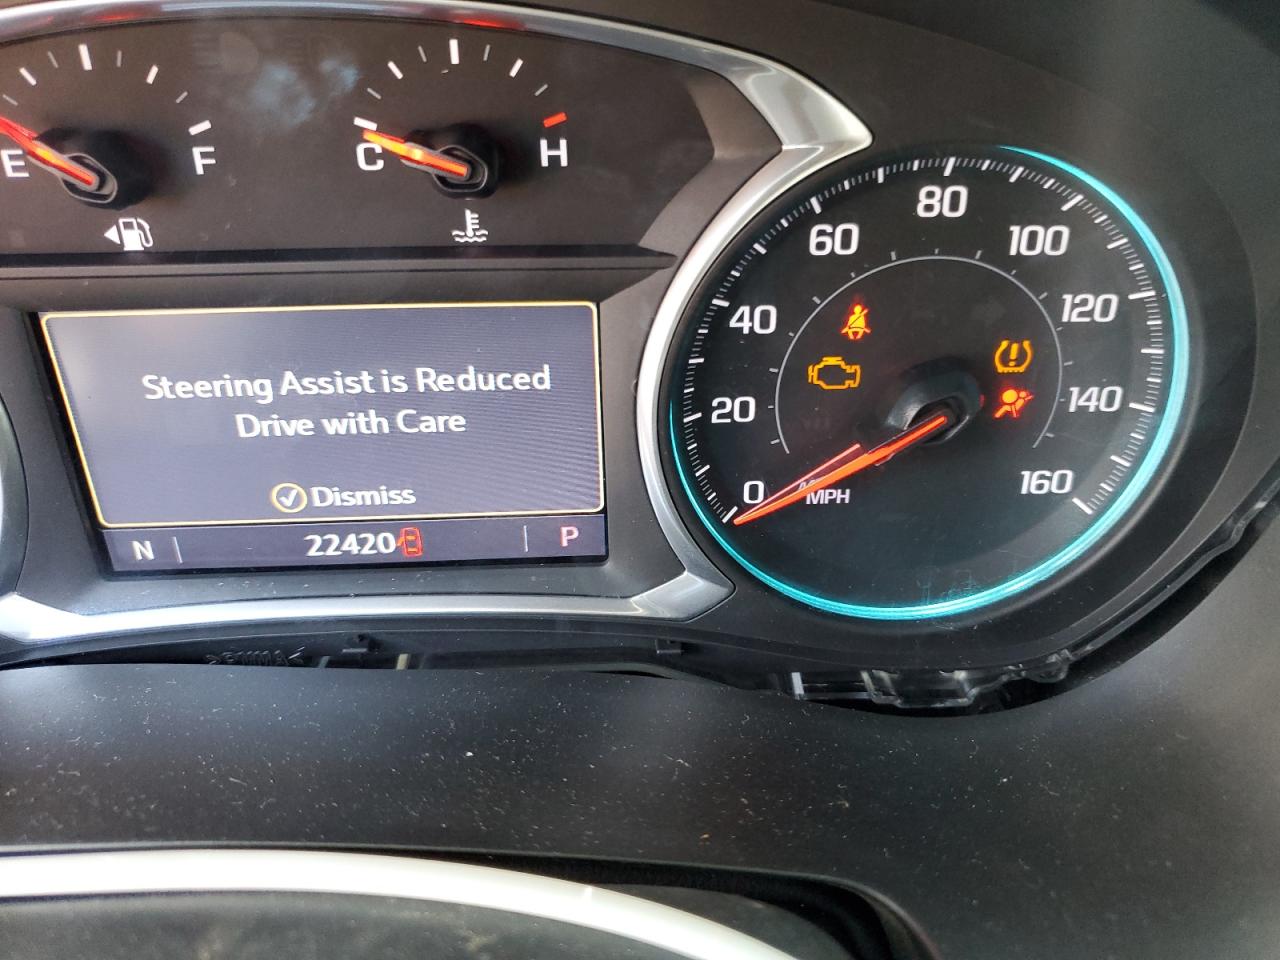 E F
C H
Steering Assist is Reduced
Drive with Care
Dismiss
N 22420 P
0 20 40 60 80 100 120 140 160
MPH